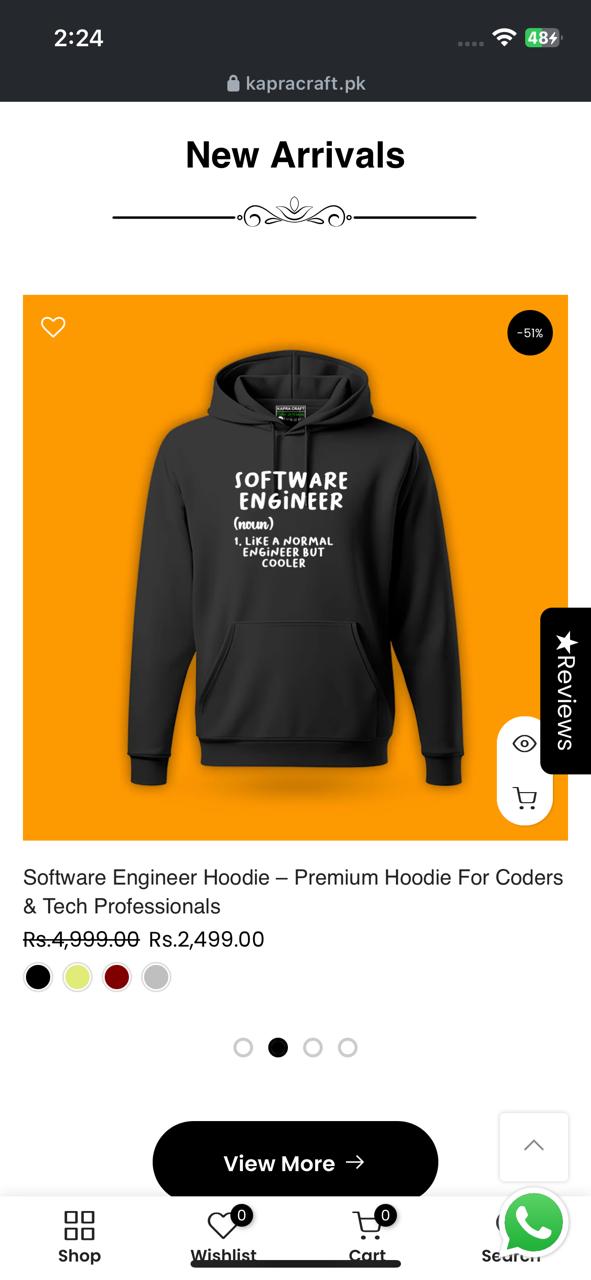 2:24
48
kapracraft.pk
New Arrivals
-51%
KAPRA CRAFT
SOFTWARE
ENGINEER
(noun)
1. LIKE A NORMAL
ENGINEER BUT
COOLER
★Reviews
Software Engineer Hoodie – Premium Hoodie For Coders
& Tech Professionals
Rs.4,999.00 Rs.2,499.00
View More →
0
0
Shop
Wishlist
Cart
Search